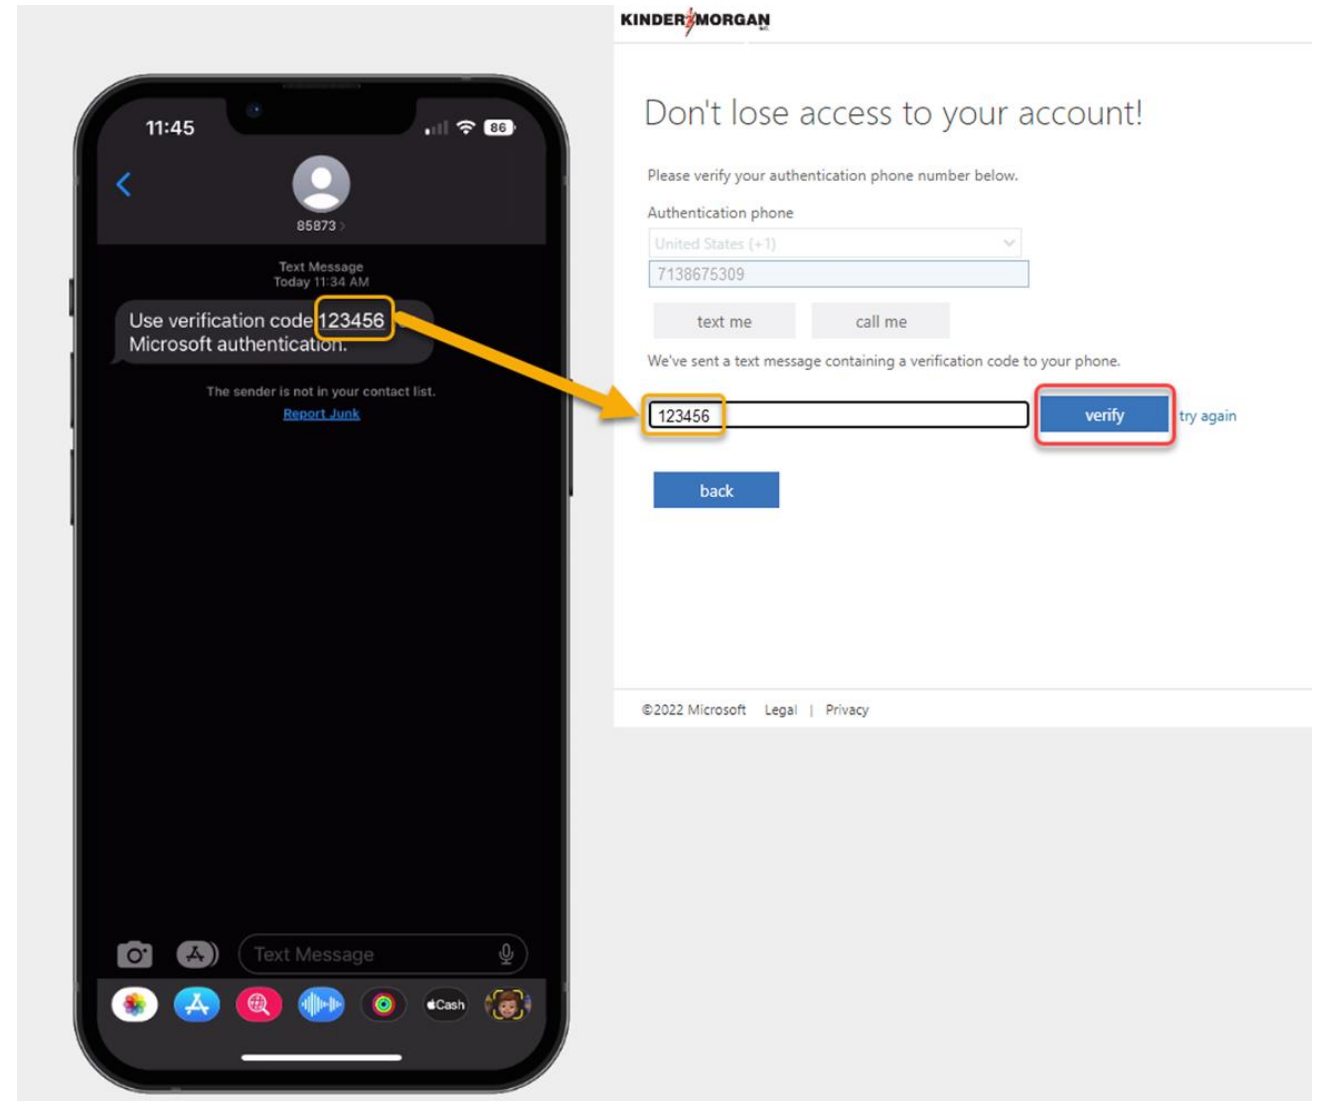 KINDER MORGAN
11:45
86
85873
Text Message
Today 11:34 AM
Use verification code 123456
Microsoft authentication.
The sender is not in your contact list.
Report Junk
Text Message
Cash
Don't lose access to your account!
Please verify your authentication phone number below.
Authentication phone
United States (+1)
7138675309
text me
call me
We've sent a text message containing a verification code to your phone.
123456
verify
try again
back
©2022 Microsoft Legal | Privacy